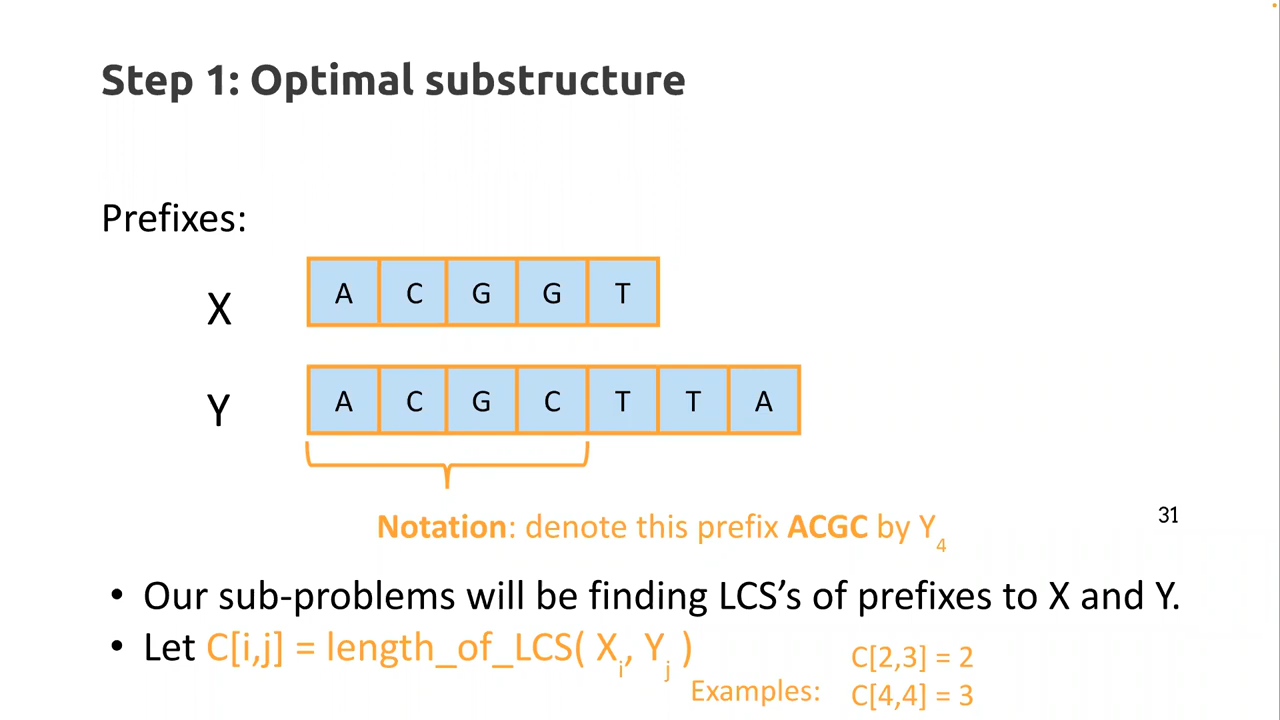 Step 1: Optimal substructure
Prefixes:
X A C G G T
Y A C G C T T A
Notation: denote this prefix ACGC by Y4
31
• Our sub-problems will be finding LCS’s of prefixes to X and Y.
• Let C[i,j] = length_of_LCS( Xi, Yj )
Examples: C[2,3] = 2
C[4,4] = 3